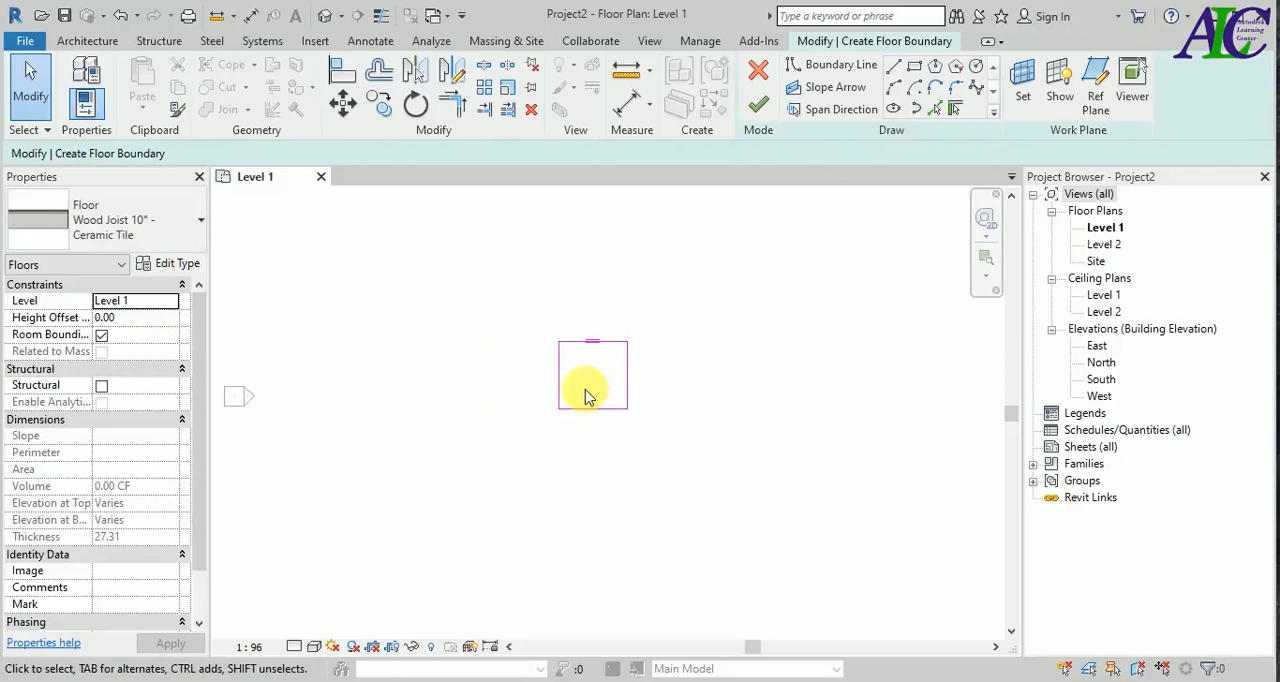 Project2 - Floor Plan: Level 1
Type a keyword or phrase
Sign In
Autodesk
Learning
Center
ALC
File
Architecture
Structure
Steel
Systems
Insert
Annotate
Analyze
Massing & Site
Collaborate
View
Manage
Add-Ins
Modify | Create Floor Boundary
Modify
Select
Properties
Paste
Cope
Cut
Join
Clipboard
Geometry
Modify
View
Measure
Create
Mode
Boundary Line
Slope Arrow
Span Direction
Draw
Set
Show
Ref
Plane
Viewer
Work Plane
Modify | Create Floor Boundary
Properties
Floor
Wood Joist 10" -
Ceramic Tile
Floors
Edit Type
Constraints
Level Level 1
Height Offset ... 0.00
Room Boundi...
Related to Mass
Structural
Structural
Enable Analyti...
Dimensions
Slope
Perimeter
Area
Volume 0.00 CF
Elevation at Top Varies
Elevation at B... Varies
Thickness 27.31
Identity Data
Image
Comments
Mark
Phasing
Properties help
Apply
Level 1
2D
1 : 96
Project Browser - Project2
Views (all)
Floor Plans
Level 1
Level 2
Site
Ceiling Plans
Level 1
Level 2
Elevations (Building Elevation)
East
North
South
West
Legends
Schedules/Quantities (all)
Sheets (all)
Families
Groups
Revit Links
Click to select, TAB for alternates, CTRL adds, SHIFT unselects.
:0
Main Model
:0